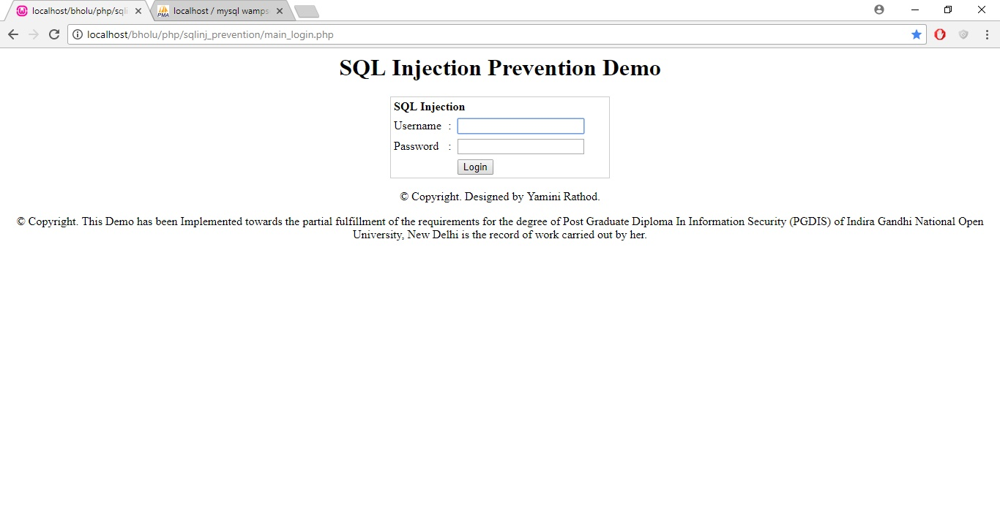 localhost/bholu/php/sqli
localhost / mysql wamps
localhost/bholu/php/sqlinj_prevention/main_login.php
SQL Injection Prevention Demo
SQL Injection
Username :
Password :
Login
© Copyright. Designed by Yamini Rathod.
© Copyright. This Demo has been Implemented towards the partial fulfillment of the requirements for the degree of Post Graduate Diploma In Information Security (PGDIS) of Indira Gandhi National Open
University, New Delhi is the record of work carried out by her.